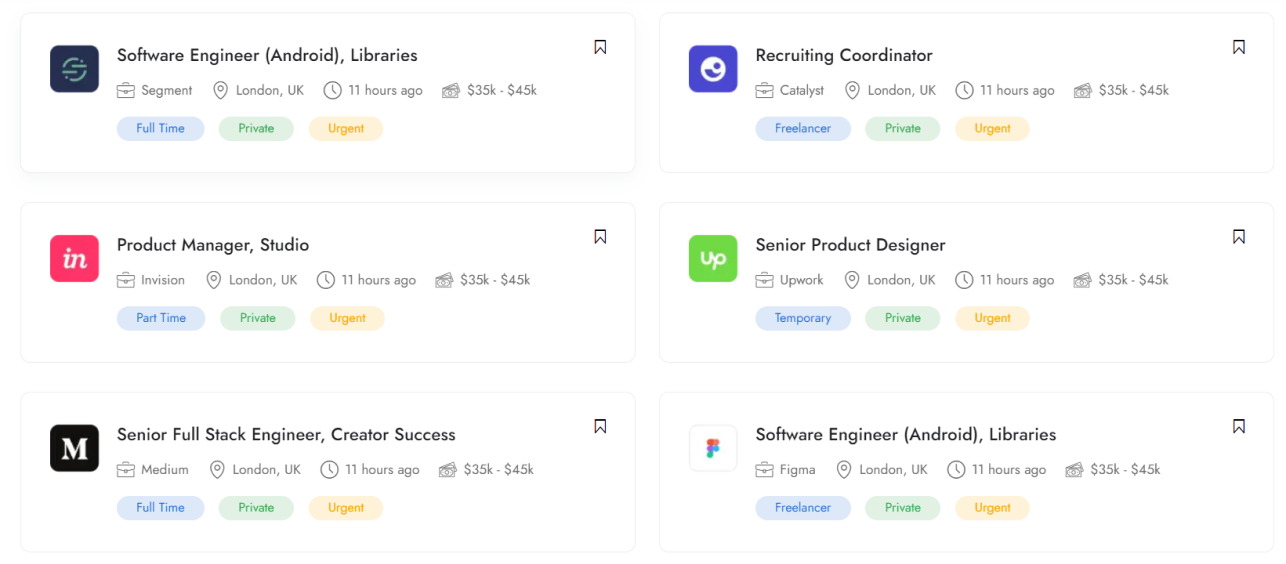 Software Engineer (Android), Libraries
Segment London, UK 11 hours ago $35k - $45k
Full Time Private Urgent
Recruiting Coordinator
Catalyst London, UK 11 hours ago $35k - $45k
Freelancer Private Urgent
in
Product Manager, Studio
Invision London, UK 11 hours ago $35k - $45k
Part Time Private Urgent
Up
Senior Product Designer
Upwork London, UK 11 hours ago $35k - $45k
Temporary Private Urgent
M
Senior Full Stack Engineer, Creator Success
Medium London, UK 11 hours ago $35k - $45k
Full Time Private Urgent
Software Engineer (Android), Libraries
Figma London, UK 11 hours ago $35k - $45k
Freelancer Private Urgent